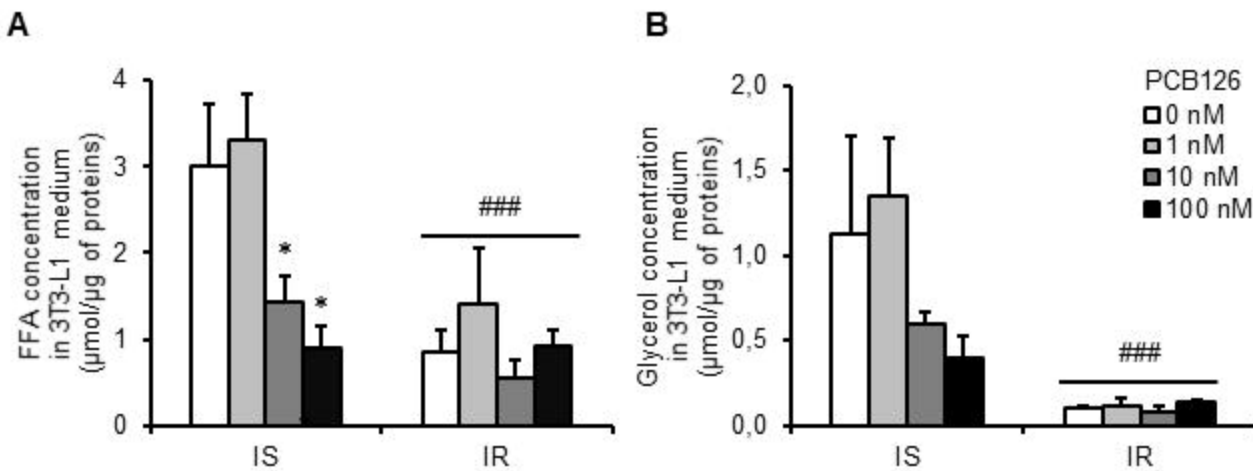 A
FFA concentration
in 3T3-L1 medium
(µmol/µg of proteins)
4
3
2
1
0
*
*
###
IS
IR
B
Glycerol concentration
in 3T3-L1 medium
(µmol/µg of proteins)
2,0
1,5
1,0
0,5
0,0
###
IS
IR
PCB126
0 nM
1 nM
10 nM
100 nM